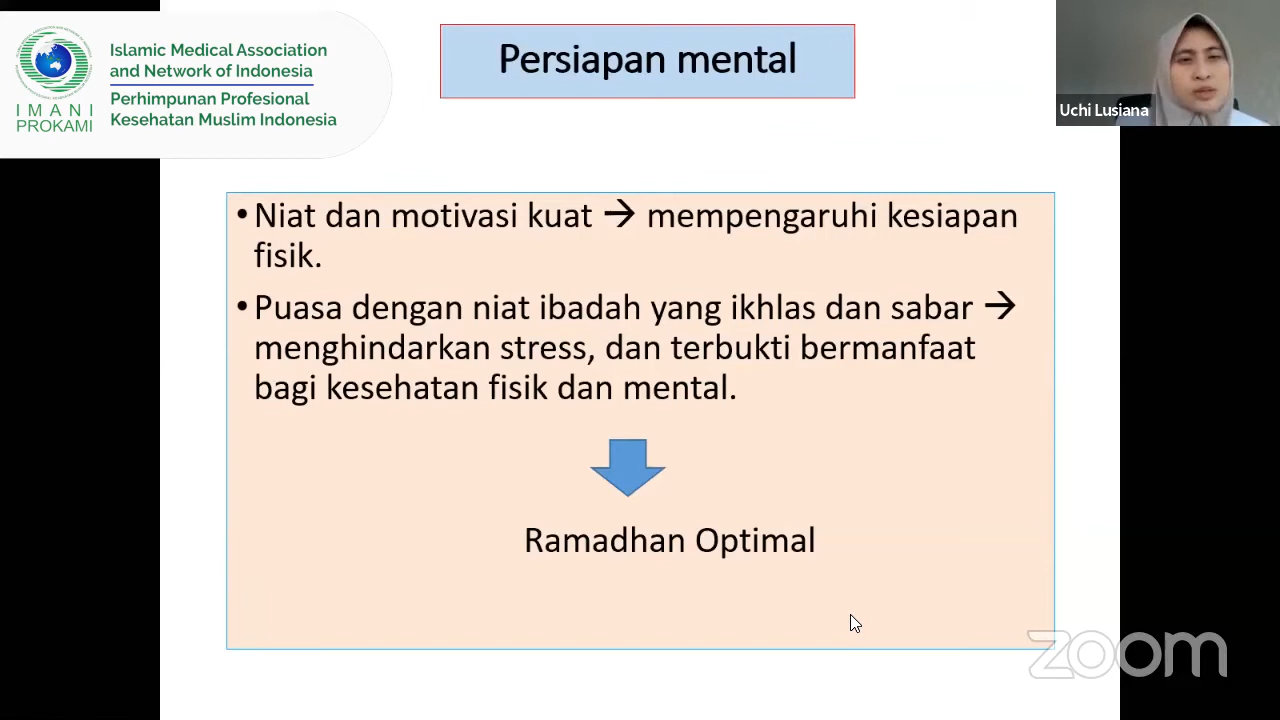 Islamic Medical Association
and Network of Indonesia
Perhimpunan Profesional
Kesehatan Muslim Indonesia
IMANI
PROKAMI
Persiapan mental
Uchi Lusiana
• Niat dan motivasi kuat → mempengaruhi kesiapan
fisik.
• Puasa dengan niat ibadah yang ikhlas dan sabar →
menghindarkan stress, dan terbukti bermanfaat
bagi kesehatan fisik dan mental.
Ramadhan Optimal
zoom